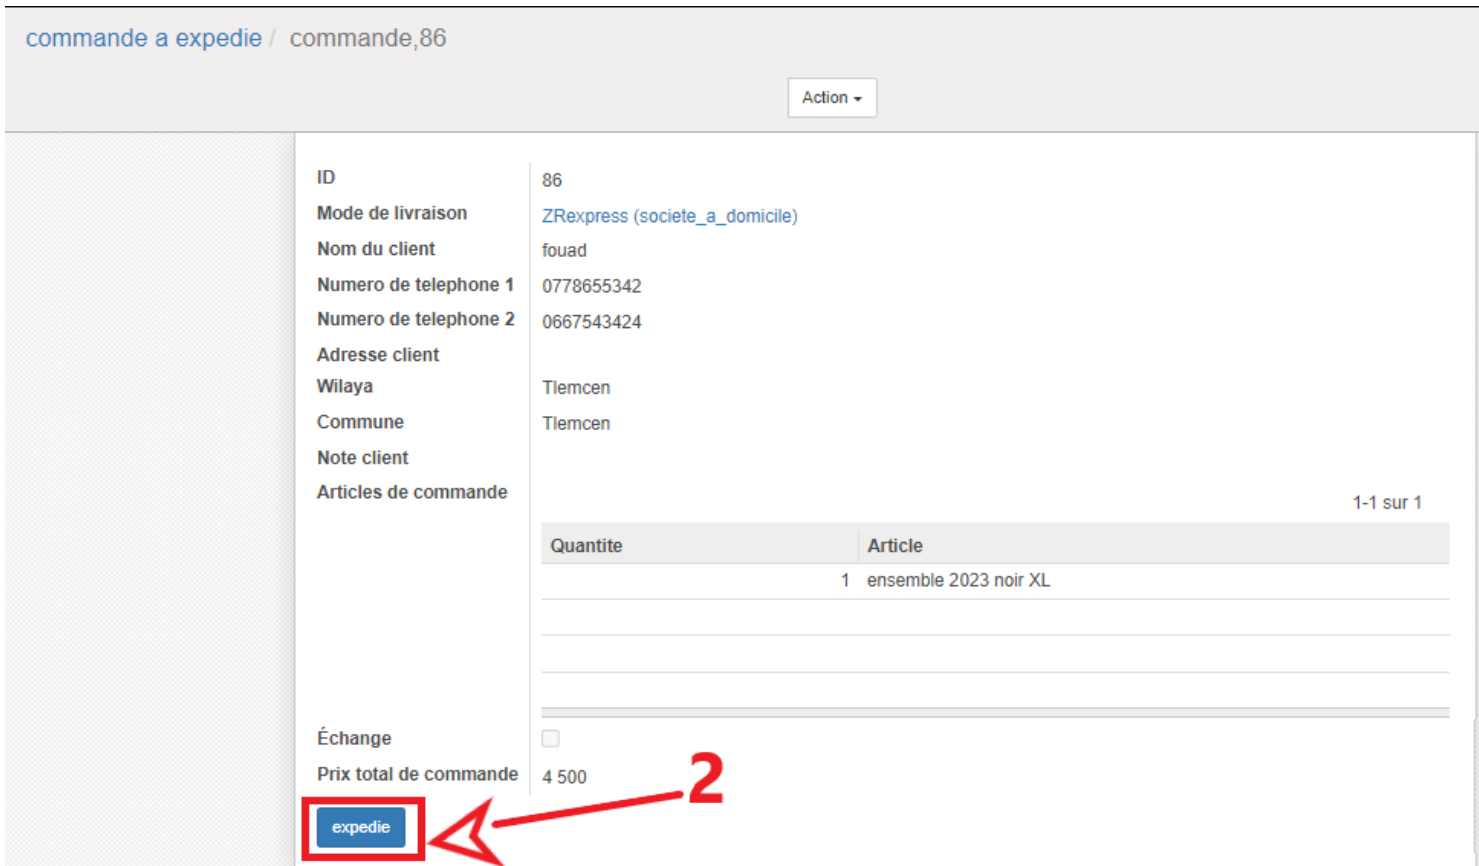 commande a expedie / commande,86
Action
ID 86
Mode de livraison ZRexpress (societe_a_domicile)
Nom du client fouad
Numero de telephone 1 0778655342
Numero de telephone 2 0667543424
Adresse client
Wilaya Tlemcen
Commune Tlemcen
Note client
Articles de commande
1-1 sur 1
Quantite Article
1 ensemble 2023 noir XL
Échange
Prix total de commande 4 500
2
expedie